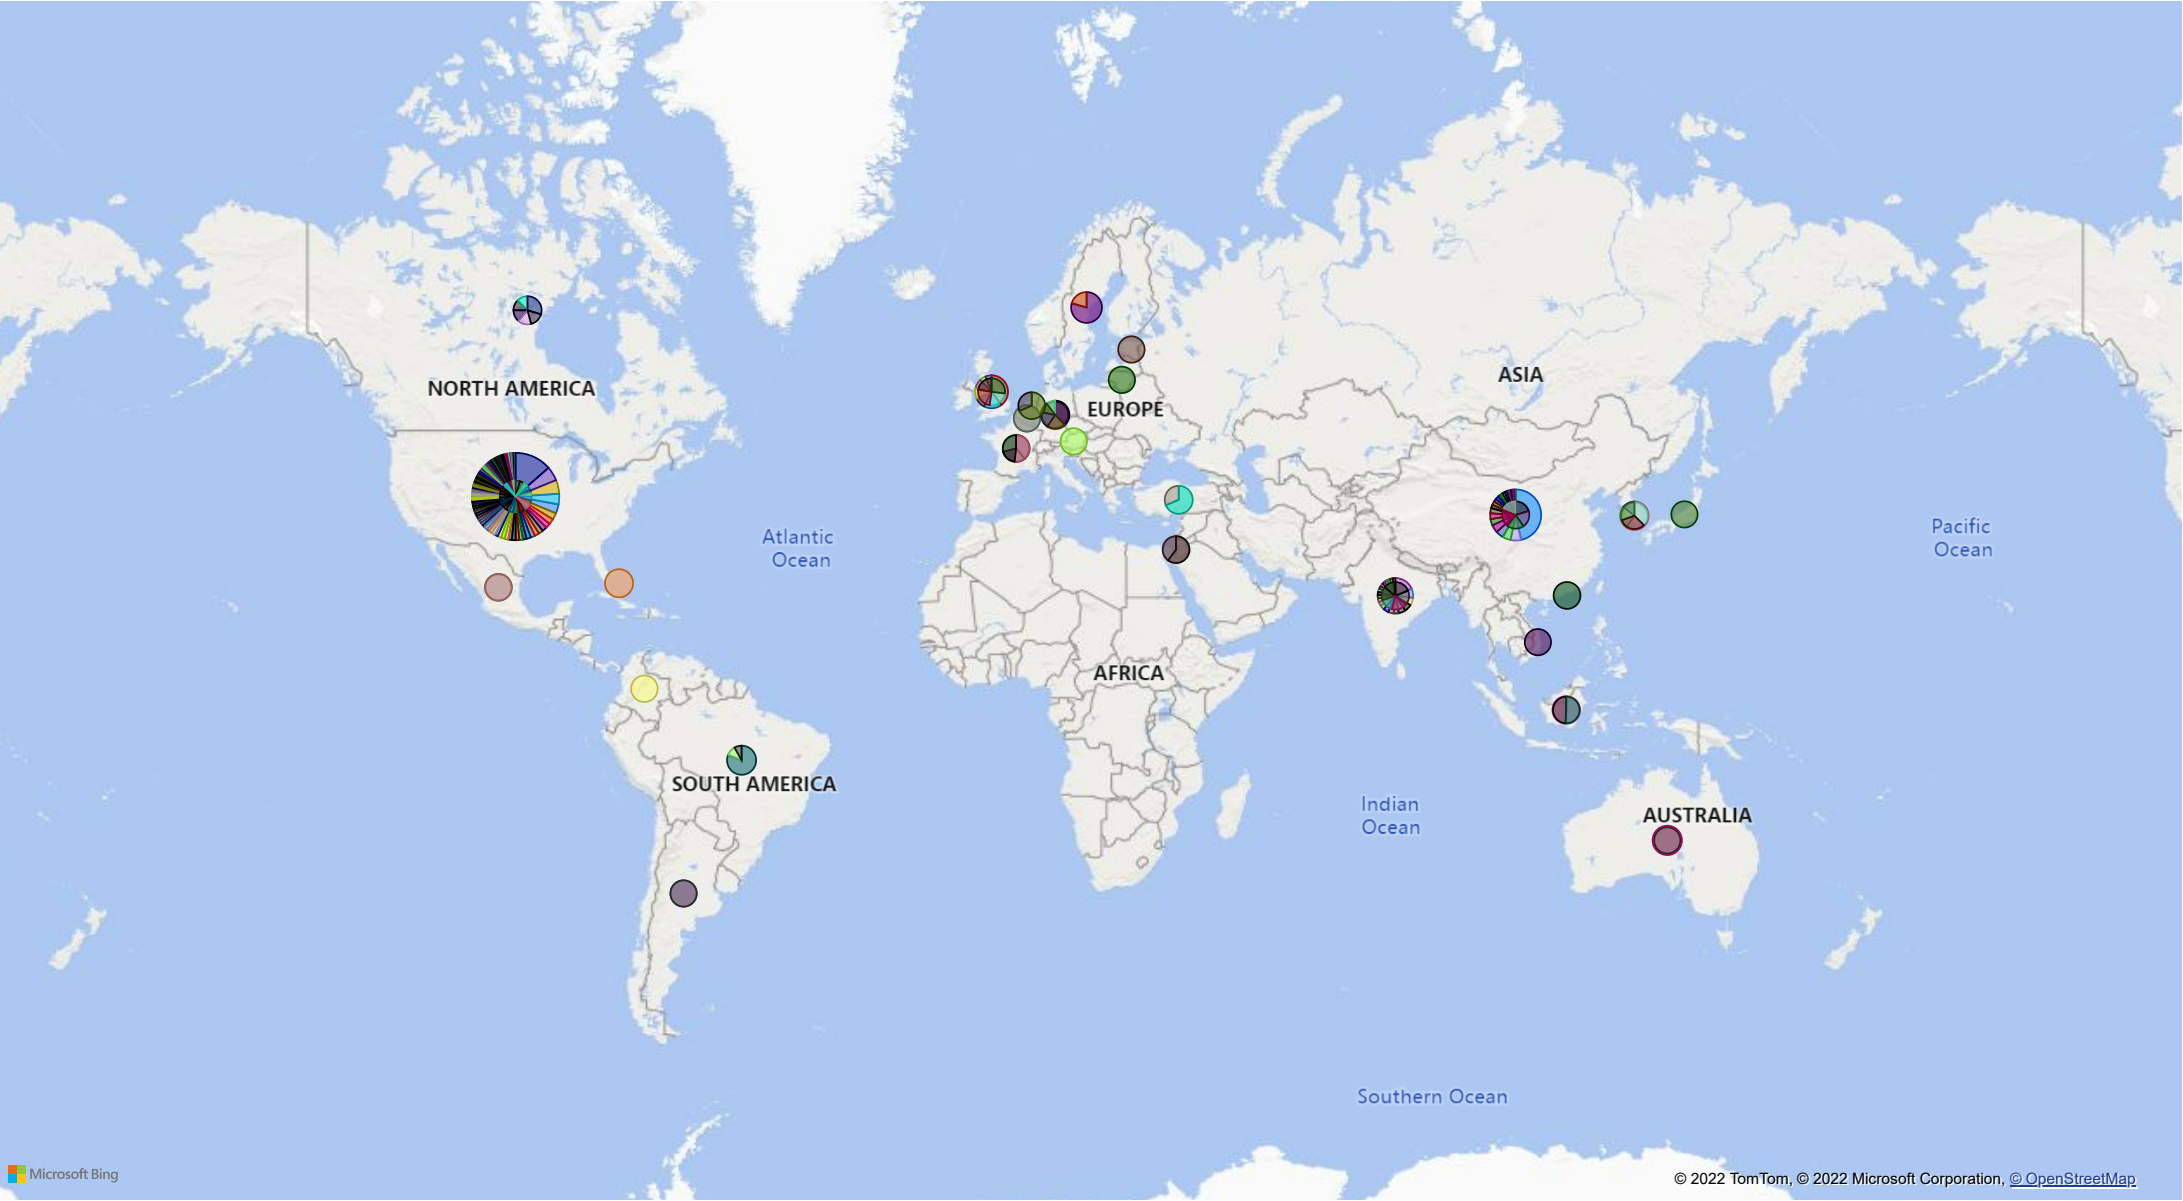 NORTH AMERICA
ASIA
EUROPE
Atlantic
Ocean
Pacific
Ocean
AFRICA
SOUTH AMERICA
Indian
Ocean
AUSTRALIA
Southern Ocean
Microsoft Bing
© 2022 TomTom, © 2022 Microsoft Corporation, © OpenStreetMap